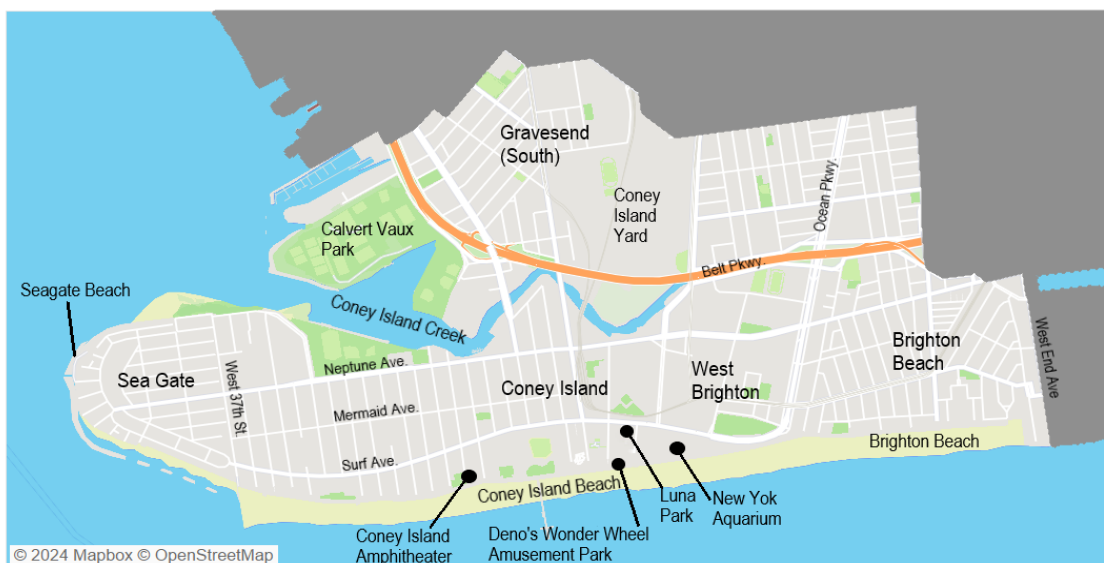 Gravesend
(South)
Coney
Island
Yard
Ocean Pkwy.
Calvert Vaux
Park
Belt Pkwy.
Seagate Beach
Coney Island Creek
West End Ave
Brighton
Beach
Neptune Ave.
Sea Gate
West 37th St.
Coney Island
West
Brighton
Mermaid Ave.
Surf Ave.
Brighton Beach
Coney Island Beach
Luna
Park
New Yok
Aquarium
Coney Island
Amphitheater
Deno's Wonder Wheel
Amusement Park
© 2024 Mapbox © OpenStreetMap